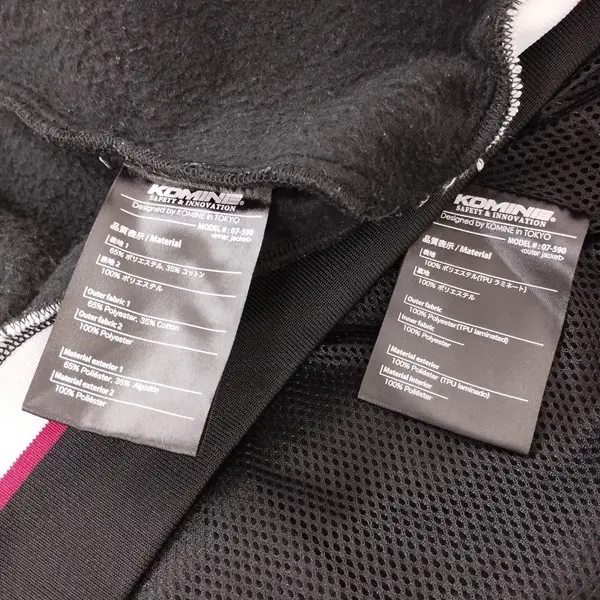 KOMINE
SAFETY & INNOVATION
Designed by KOMINE in TOKYO
MODEL # : 07-590
<inner jacket>
品質表示 / Material
表地 1
65% ポリエステル, 35% コットン
表地 2
100% ポリエステル
Outer fabric 1
65% Polyester, 35% Cotton
Outer fabric 2
100% Polyester
Material exterior 1
65% Poliéster, 35% Algodón
Material exterior 2
100% Poliéster
KOMINE
SAFETY & INNOVATION
Designed by KOMINE in TOKYO
MODEL # : 07-590
<outer jacket>
品質表示 / Material
表地
100% ポリエステル(TPU ラミネート)
裏地
100% ポリエステル
Outer fabric
100% Polyester(TPU laminated)
Inner fabric
100% Polyester
Material exterior
100% Poliéster(TPU laminado)
Material Interior
100% Poliéster